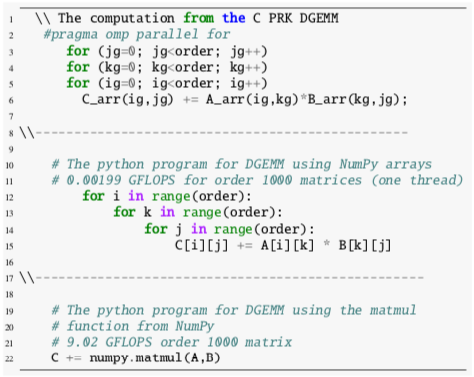 1 \\ The computation from the C PRK DGEMM
2 #pragma omp parallel for
3 for (jg=0; jg<order; jg++)
4 for (kg=0; kg<order; kg++)
5 for (ig=0; ig<order; ig++)
6 C_arr(ig,jg) += A_arr(ig,kg)*B_arr(kg,jg);
7
8 \\------------------------------------------------
9
10 # The python program for DGEMM using NumPy arrays
11 # 0.00199 GFLOPS for order 1000 matrices (one thread)
12 for i in range(order):
13 for k in range(order):
14 for j in range(order):
15 C[i][j] += A[i][k] * B[k][j]
16
17 \\--------------------------------------------------
18
19 # The python program for DGEMM using the matmul
20 # function from NumPy
21 # 9.02 GFLOPS order 1000 matrix
22 C += numpy.matmul(A,B)